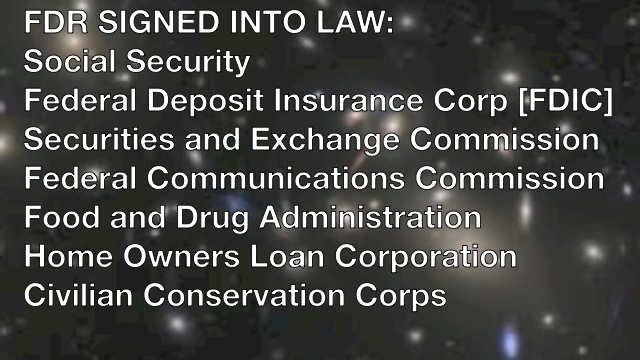 FDR SIGNED INTO LAW:
Social Security
Federal Deposit Insurance Corp [FDIC]
Securities and Exchange Commission
Federal Communications Commission
Food and Drug Administration
Home Owners Loan Corporation
Civilian Conservation Corps